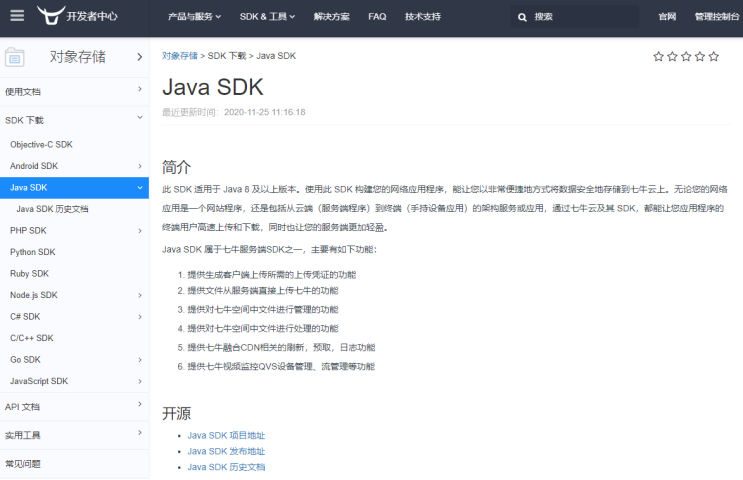 开发者中心 产品与服务 SDK & 工具 解决方案 FAQ 技术支持 搜索 官网 管理控制台
对象存储
使用文档
SDK 下载
Objective-C SDK
Android SDK
Java SDK
Java SDK 历史文档
PHP SDK
Python SDK
Ruby SDK
Node js SDK
C# SDK
C/C++ SDK
Go SDK
JavaScript SDK
API 文档
实用工具
常见问题
对象存储 > SDK 下载 > Java SDK
Java SDK
最近更新时间: 2020-11-25 11:16:18
简介
此 SDK 适用于 Java 8 及以上版本。使用此 SDK 构建您的网络应用程序，能让您以非常便捷地方式将数据安全地存储到七牛云上。无论您的网络
应用是一个网站程序，还是包括从云端（服务端程序）到终端（手持设备应用）的架构服务或应用，通过七牛云及其 SDK，都能让您应用程序的
终端用户高速上传和下载，同时也让您的服务端更加轻盈。
Java SDK 属于七牛服务端SDK之一，主要有如下功能：
1. 提供生成客户端上传所需的上传凭证的功能
2. 提供文件从服务端直接上传七牛的功能
3. 提供对七牛空间中文件进行管理的功能
4. 提供对七牛空间中文件进行处理的功能
5. 提供七牛融合CDN相关的刷新，预取，日志功能
6. 提供七牛视频监控QVS设备管理、流管理等功能
开源
• Java SDK 项目地址
• Java SDK 发布地址
• Java SDK 历史文档